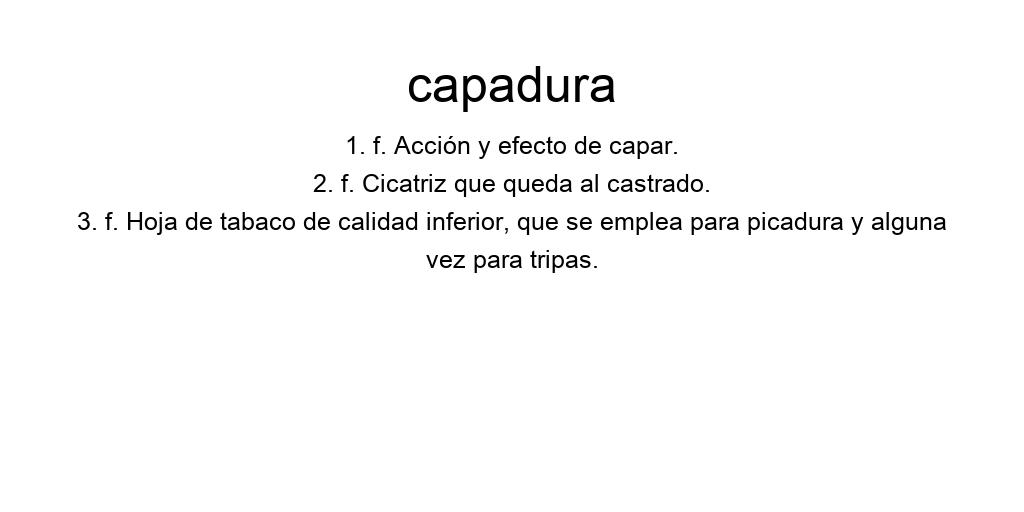 capadura
1. f. Acción y efecto de capar.
2. f. Cicatriz que queda al castrado.
3. f. Hoja de tabaco de calidad inferior, que se emplea para picadura y alguna
vez para tripas.